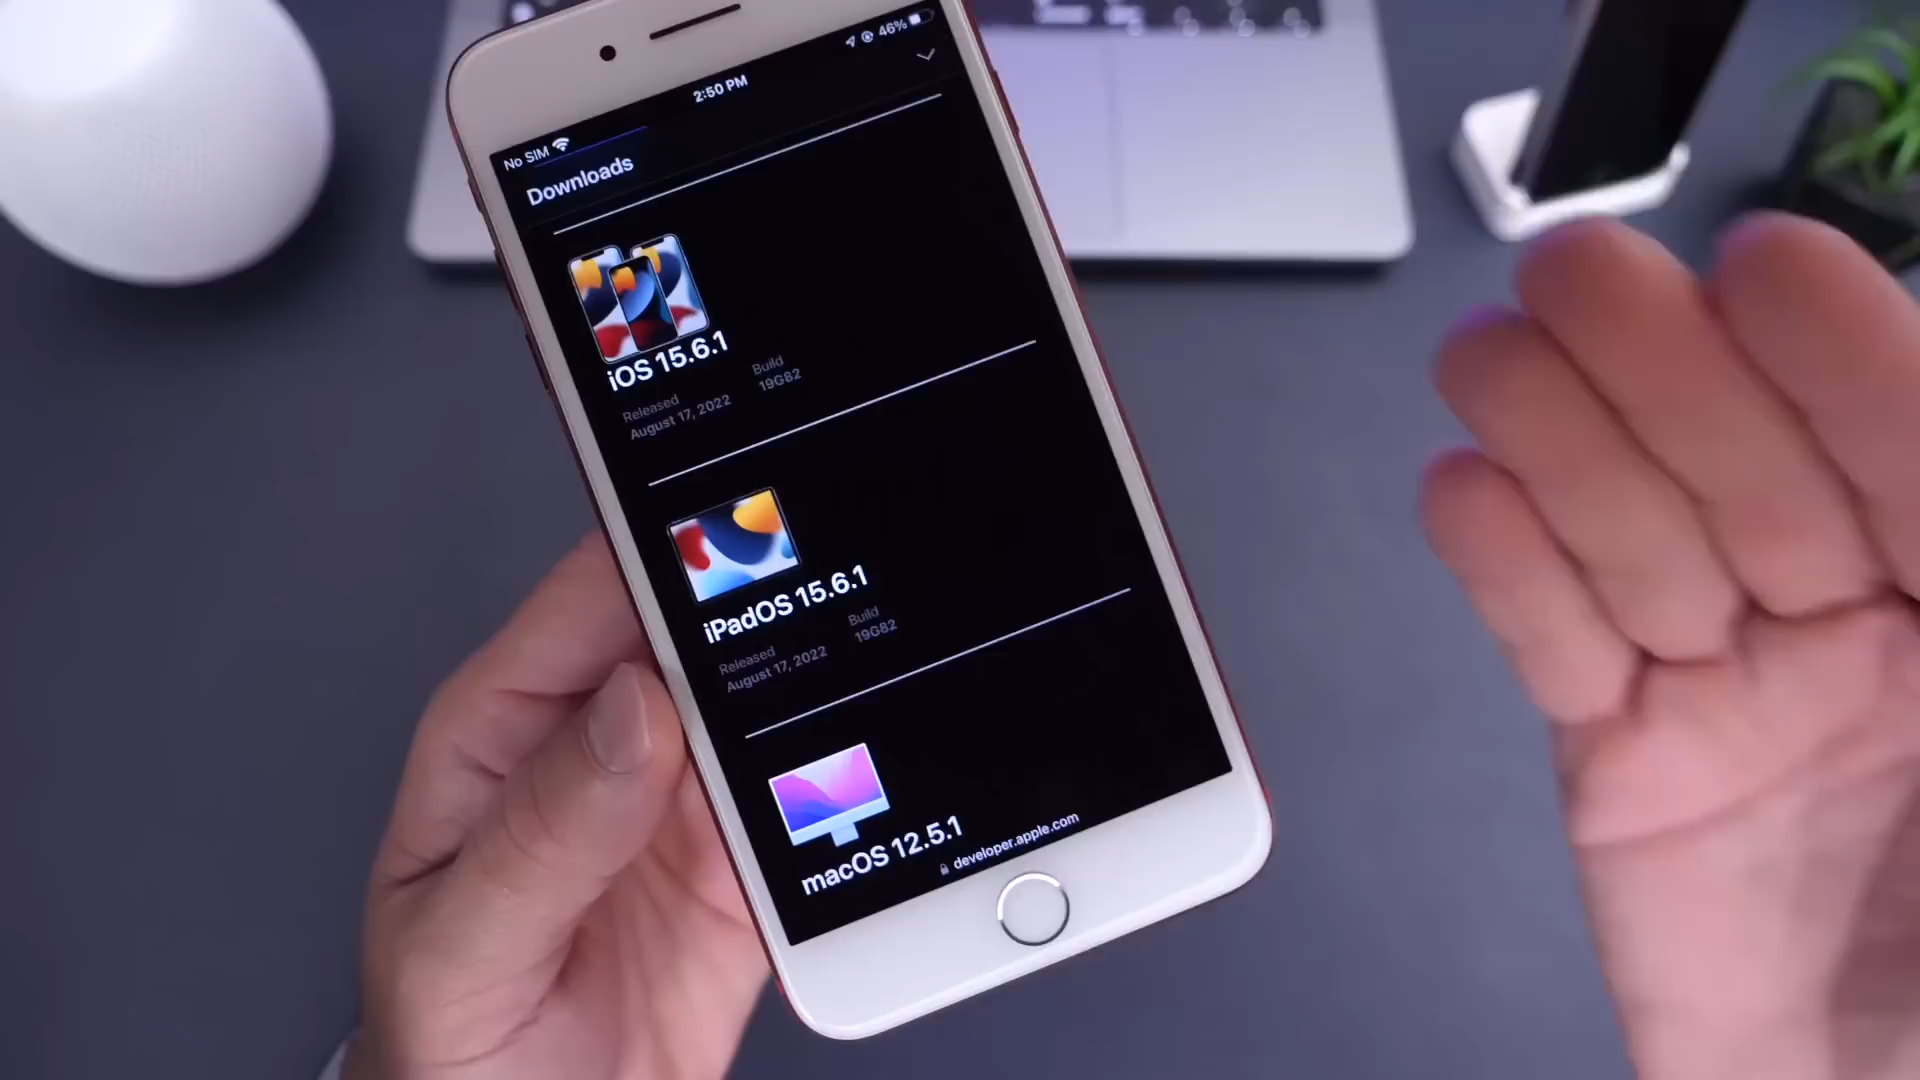 No SIM
2:50 PM
46%
Downloads
iOS 15.6.1
Released
August 17, 2022
Build
19G82
iPadOS 15.6.1
Released
August 17, 2022
Build
19G82
macOS 12.5.1
developer.apple.com